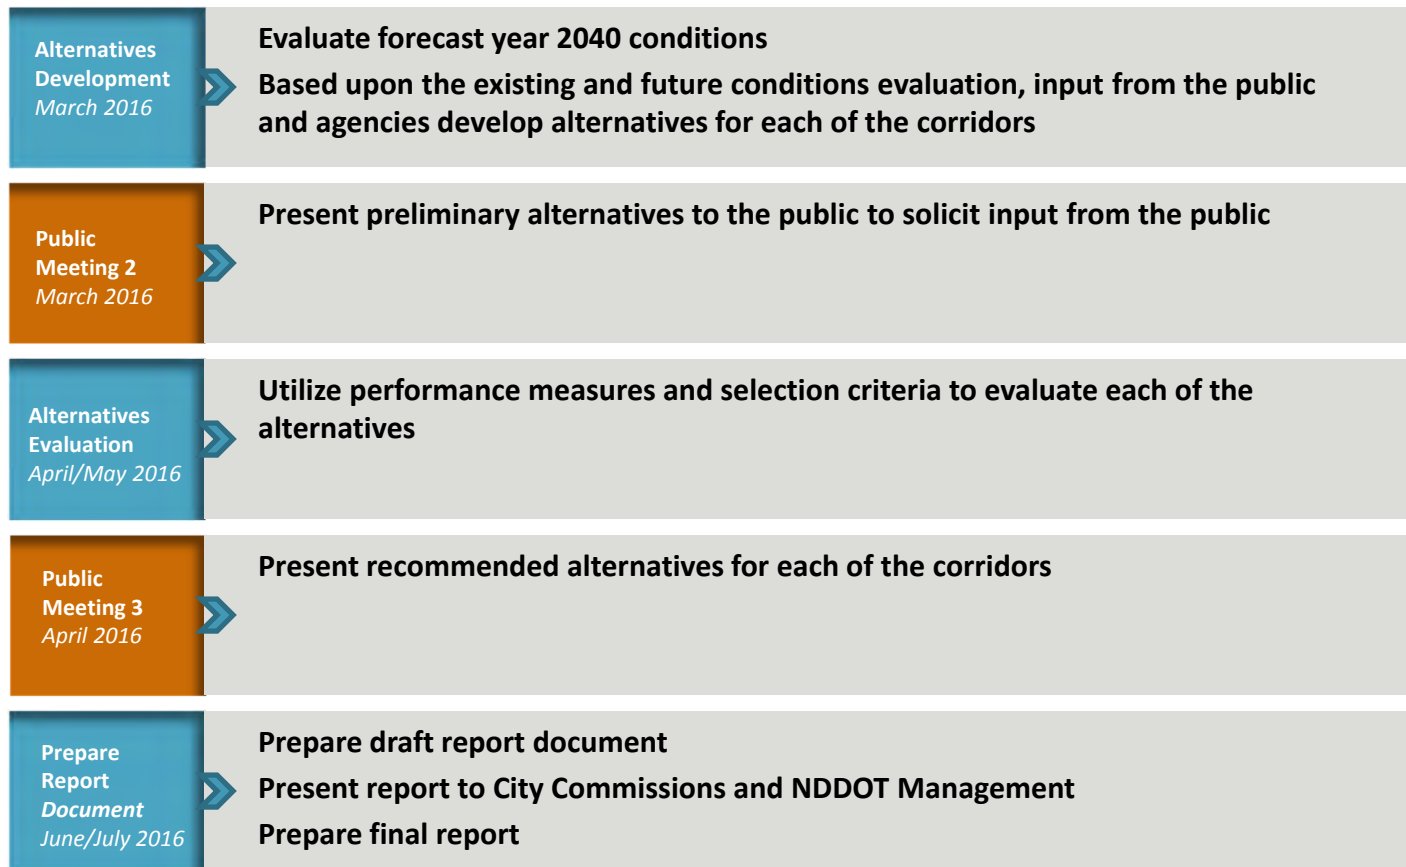 Alternatives
Development
March 2016
Evaluate forecast year 2040 conditions
Based upon the existing and future conditions evaluation, input from the public
and agencies develop alternatives for each of the corridors
Public
Meeting 2
March 2016
Present preliminary alternatives to the public to solicit input from the public
Alternatives
Evaluation
April/May 2016
Utilize performance measures and selection criteria to evaluate each of the
alternatives
Public
Meeting 3
April 2016
Present recommended alternatives for each of the corridors
Prepare
Report
Document
June/July 2016
Prepare draft report document
Present report to City Commissions and NDDOT Management
Prepare final report